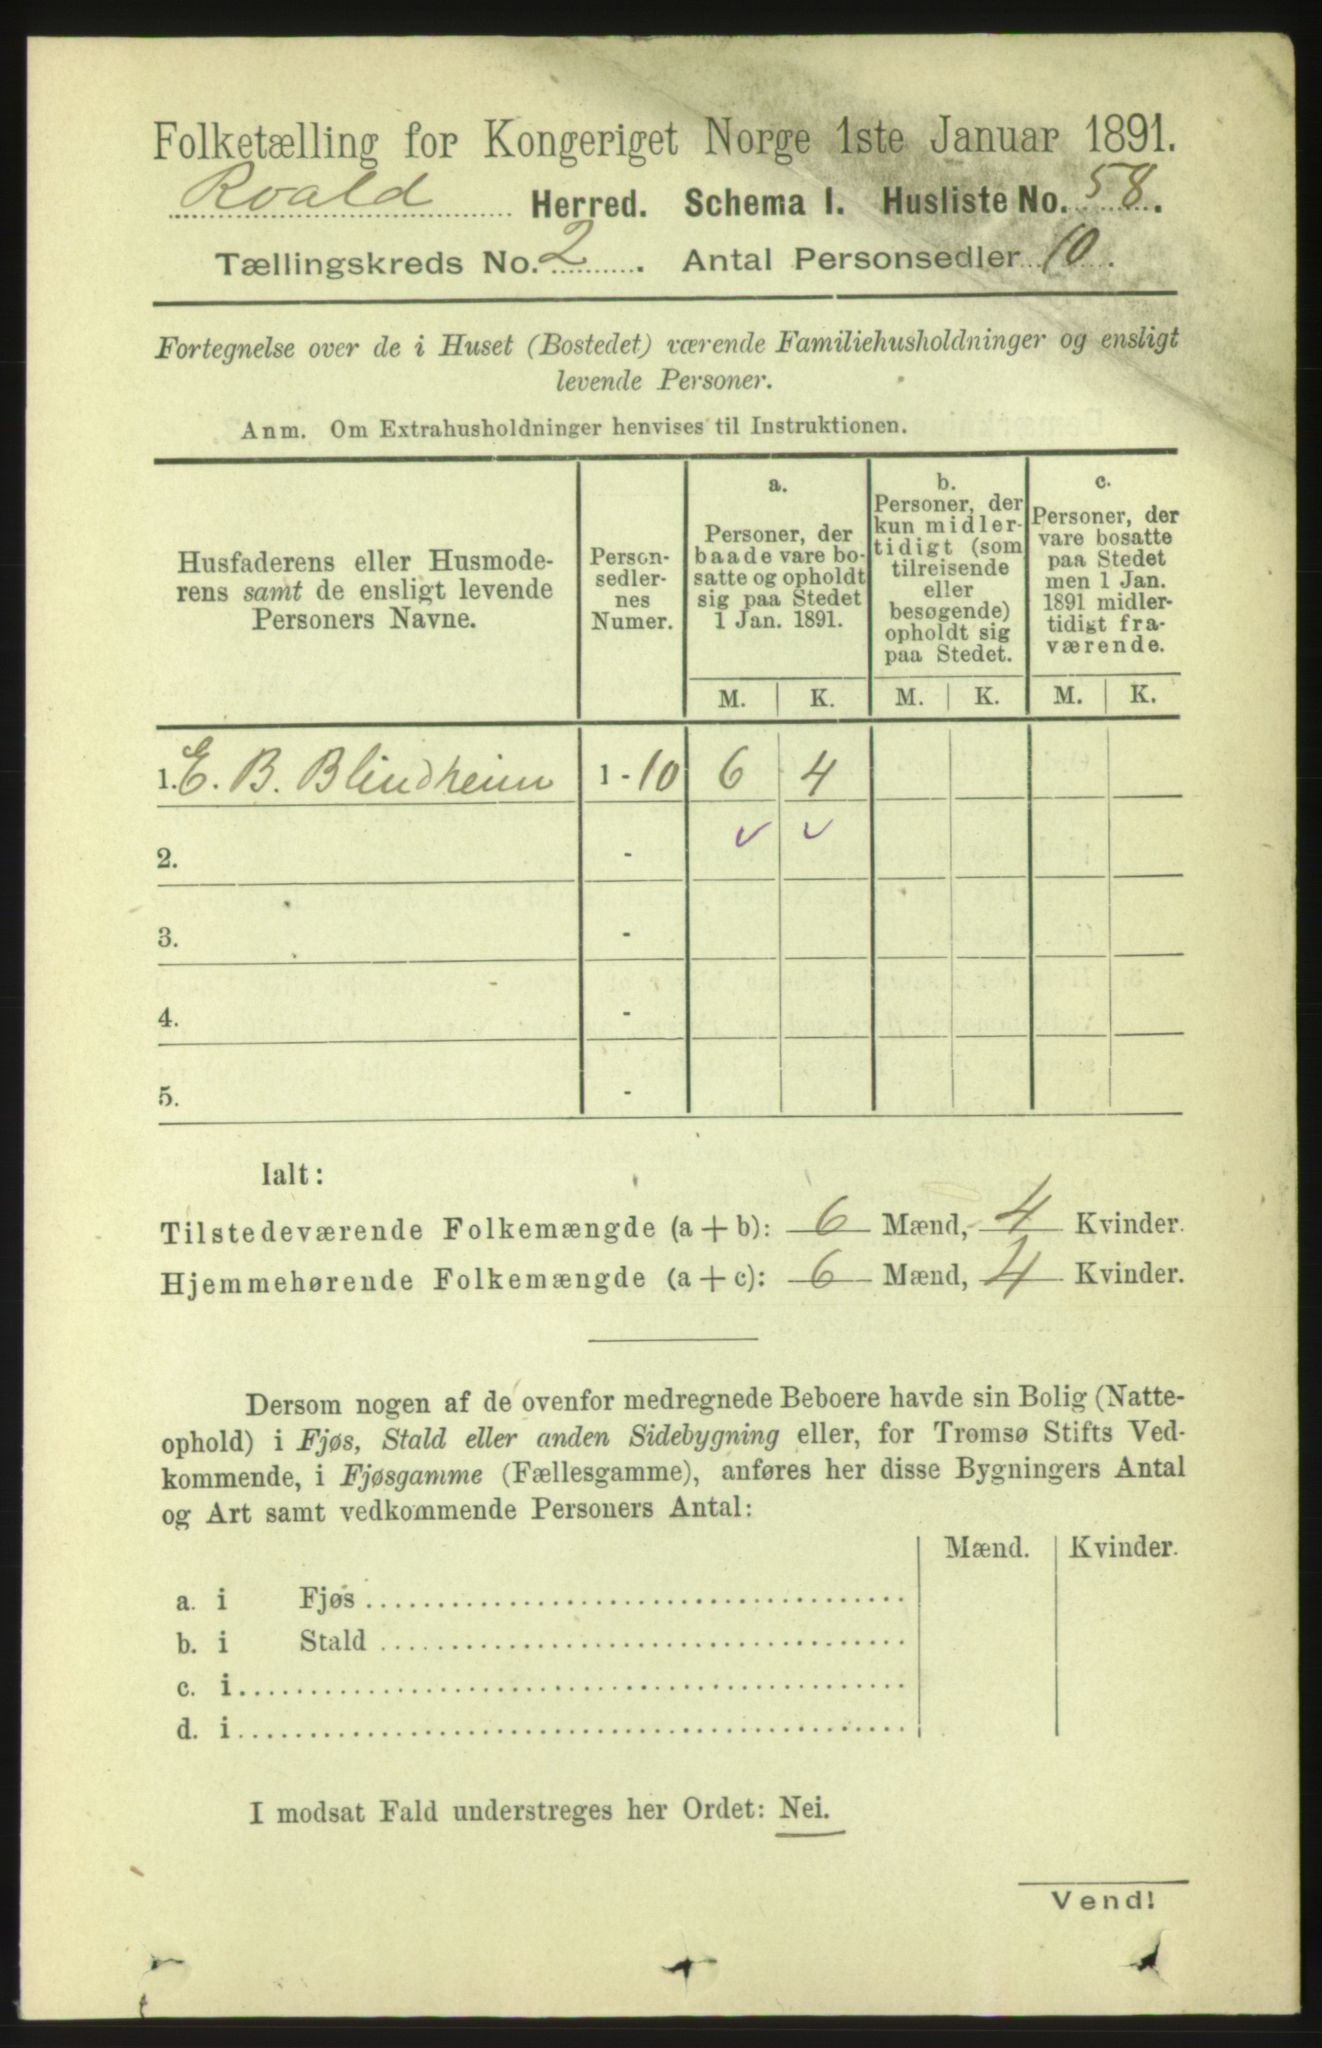 Folketælling for Kongeriget Norge 1ste Januar 1891.
Roald Herred. Schema I. Husliste No. 58.
Tællingskreds No. 2. Antal Personsedler 10.
Fortegnelse over de i Huset (Bostedet) værende Familiehusholdninger og ensligt
levende Personer.
Anm. Om Extrahusholdninger henvises til Instruktionen.
Husfaderens eller Husmode-
rens samt de ensligt levende
Personers Navne.
Person-
sedler-
nes
Numer.
a.
Personer, der
baade vare bo-
satte og opholdt
sig paa Stedet
1 Jan. 1891.
b.
Personer, der
kun midler-
tidigt (som
tilreisende
eller
besøgende)
opholdt sig
paa Stedet.
c.
Personer, der
vare bosatte
paa Stedet
men 1 Jan.
1891 midler-
tidigt fra-
værende.
M. K. M. K. M. K.
1. E. B. Blindheim 1 - 10 6 4
2. -
3. -
4. -
5. -
Ialt:
Tilstedeværende Folkemængde (a + b): 6 Mænd, 4 Kvinder.
Hjemmehørende Folkemængde (a + c): 6 Mænd, 4 Kvinder.
Dersom nogen af de ovenfor medregnede Beboere havde sin Bolig (Natte-
ophold) i Fjøs, Stald eller anden Sidebygning eller, for Tromsø Stifts Ved-
kommende, i Fjøsgamme (Fællesgamme), anføres her disse Bygningers Antal
og Art samt vedkommende Personers Antal:
Mænd. Kvinder.
a. i Fjøs
b. i Stald
c. i
d. i
I modsat Fald understreges her Ordet: Nei.
Vend!